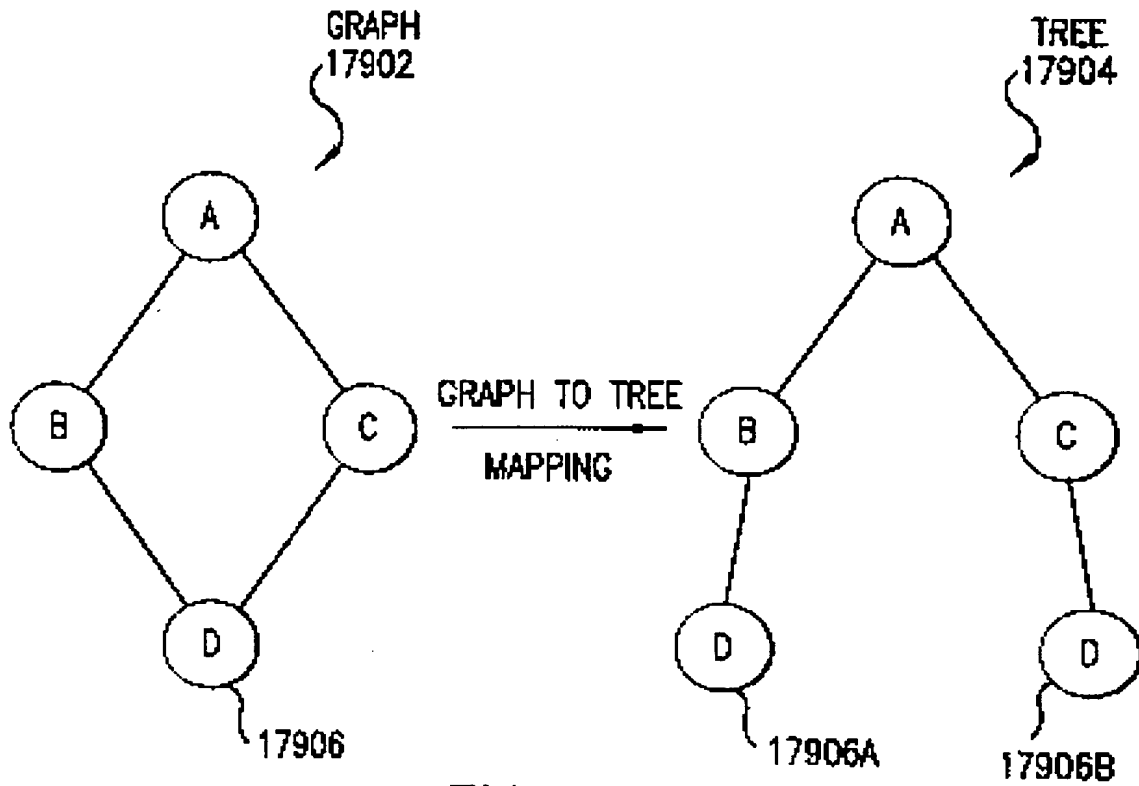 GRAPH
17902
TREE
17904
A
A
B
C
GRAPH TO TREE
MAPPING
B
C
D
D
D
17906
17906A
17906B